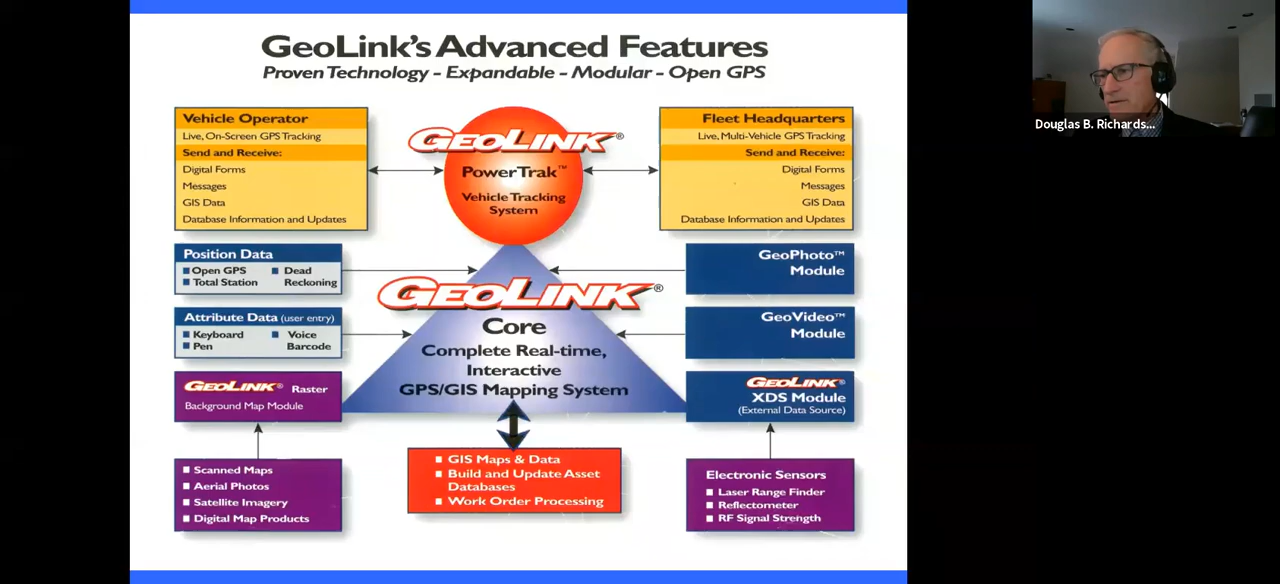 GeoLink's Advanced Features
Proven Technology - Expandable - Modular - Open GPS
Vehicle Operator
Live, On-Screen GPS Tracking
Send and Receive:
Digital Forms
Messages
GIS Data
Database Information and Updates
GEOLINK®
PowerTrak™
Vehicle Tracking
System
Fleet Headquarters
Live, Multi-Vehicle GPS Tracking
Send and Receive:
Digital Forms
Messages
GIS Data
Database Information and Updates
Position Data
Open GPS
Total Station
Dead
Reckoning
Attribute Data (user entry)
Keyboard
Pen
Voice
Barcode
GEOLINK® Raster
Background Map Module
Scanned Maps
Aerial Photos
Satellite Imagery
Digital Map Products
GEOLINK®
Core
Complete Real-time,
Interactive
GPS/GIS Mapping System
GIS Maps & Data
Build and Update Asset
Databases
Work Order Processing
GeoPhoto™
Module
GeoVideo™
Module
GEOLINK®
XDS Module
(External Data Source)
Electronic Sensors
Laser Range Finder
Reflectometer
RF Signal Strength
Douglas B. Richards...